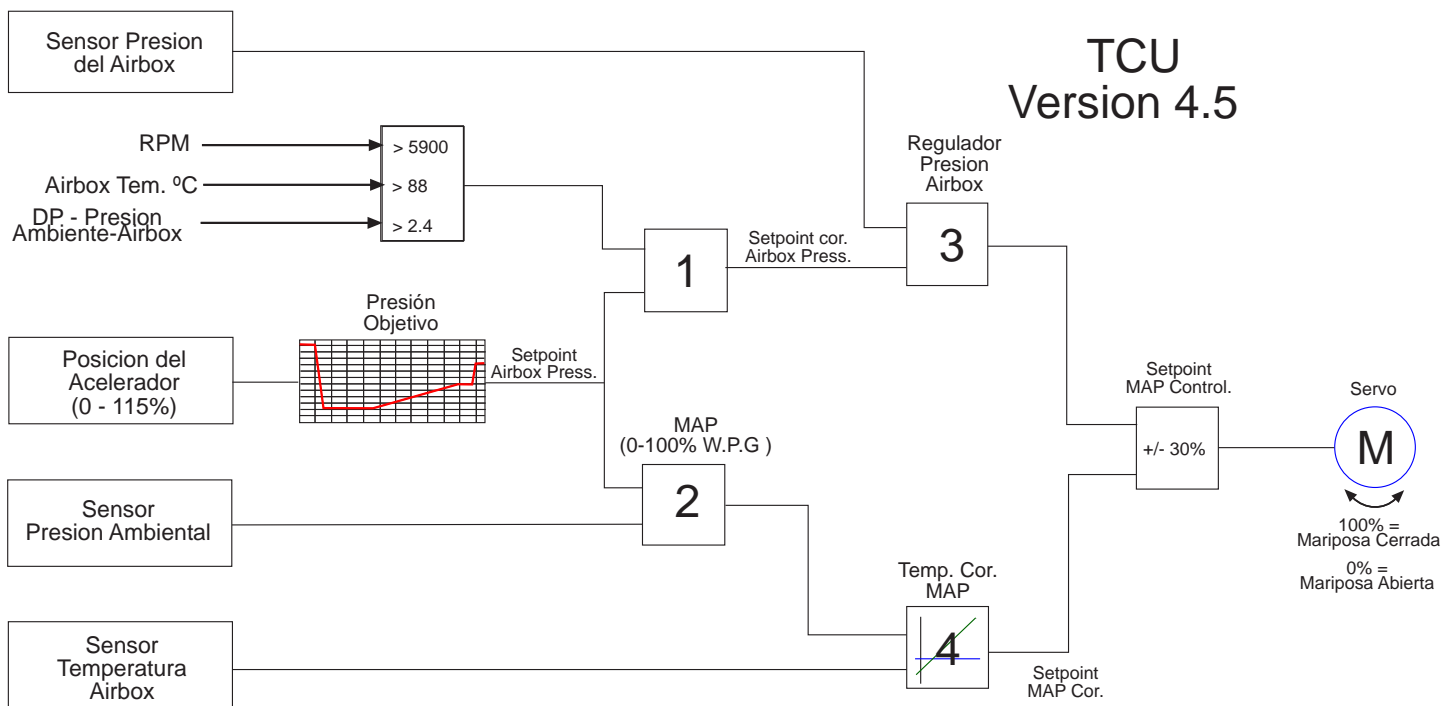 Sensor Presion
del Airbox
TCU
Version 4.5
RPM
Airbox Tem. ºC
DP - Presion
Ambiente-Airbox
> 5900
> 88
> 2.4
Regulador
Presion
Airbox
3
1
Setpoint cor.
Airbox Press.
Posicion del
Acelerador
(0 - 115%)
Presión
Objetivo
Setpoint
Airbox Press.
MAP
(0-100% W.P.G )
2
Setpoint
MAP Control.
+/- 30%
Servo
M
100% =
Mariposa Cerrada
0% =
Mariposa Abierta
Sensor
Presion Ambiental
Temp. Cor.
MAP
4
Setpoint
MAP Cor.
Sensor
Temperatura
Airbox